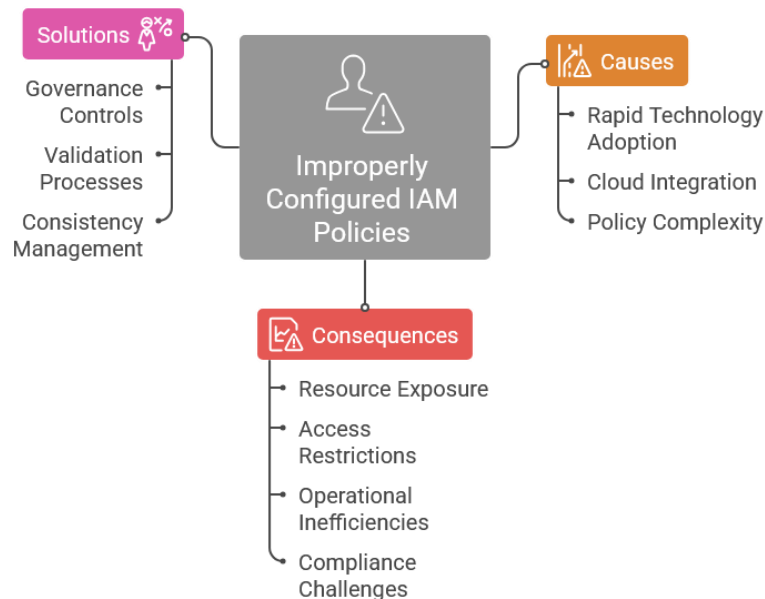 Solutions
Governance
Controls
Validation
Processes
Consistency
Management
Improperly
Configured IAM
Policies
Causes
Rapid Technology
Adoption
Cloud Integration
Policy Complexity
Consequences
Resource Exposure
Access
Restrictions
Operational
Inefficiencies
Compliance
Challenges